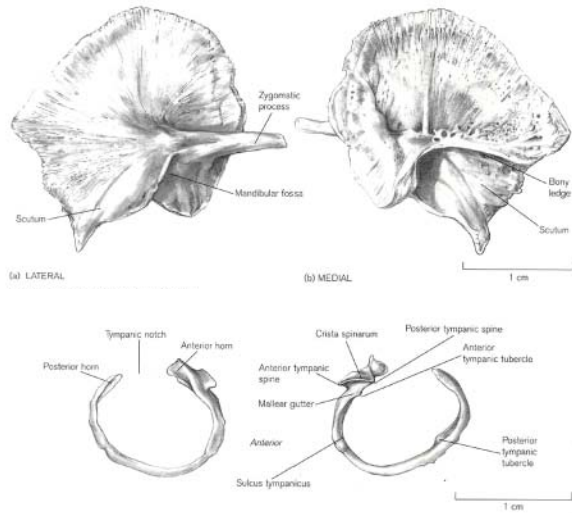 Zygomatic
process
Mandibular fossa
Scutum
(a) LATERAL
Bony
ledge
Scutum
(b) MEDIAL
1 cm
Tympanic notch
Anterior horn
Posterior horn
Crista spinarum
Posterior tympanic spine
Anterior
tympanic tubercle
Anterior tympanic
spine
Mallear gutter
Anterior
Sulcus tympanicus
Posterior
tympanic
tubercle
1 cm